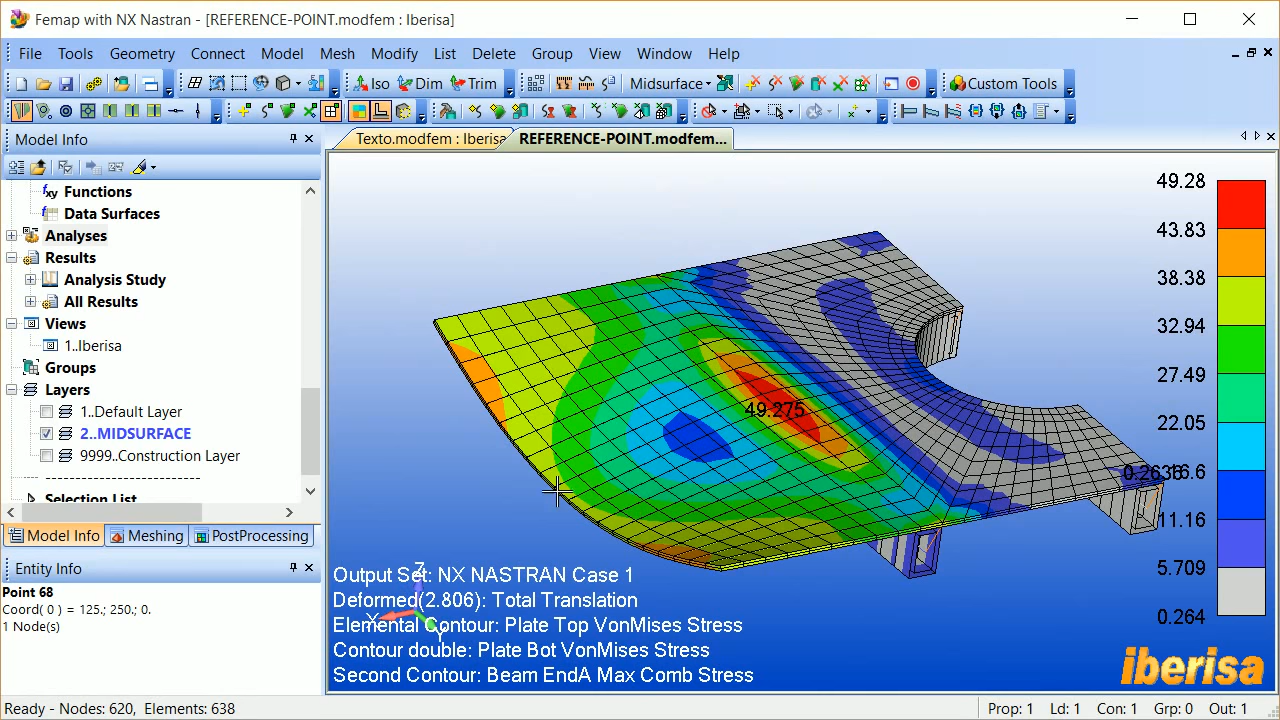 Femap with NX Nastran - [REFERENCE-POINT.modfem : Iberisa]
File Tools Geometry Connect Model Mesh Modify List Delete Group View Window Help
Iso Dim Trim Midsurface Custom Tools
Model Info
Texto.modfem : Iberisa REFERENCE-POINT.modfem...
Functions
Data Surfaces
Analyses
Results
Analysis Study
All Results
Views
1..Iberisa
Groups
Layers
1..Default Layer
2..MIDSURFACE
9999..Construction Layer
Selection List
Model Info Meshing PostProcessing
Entity Info
Point 68
Coord( 0 ) = 125.; 250.; 0.
1 Node(s)
49.28
43.83
38.38
32.94
27.49
22.05
16.6
11.16
5.709
0.264
49.275
Z
X
Y
Output Set: NX NASTRAN Case 1
Deformed(2.806): Total Translation
Elemental Contour: Plate Top VonMises Stress
Contour double: Plate Bot VonMises Stress
Second Contour: Beam EndA Max Comb Stress
iberisa
Ready - Nodes: 620, Elements: 638 Prop: 1 Ld: 1 Con: 1 Grp: 0 Out: 1